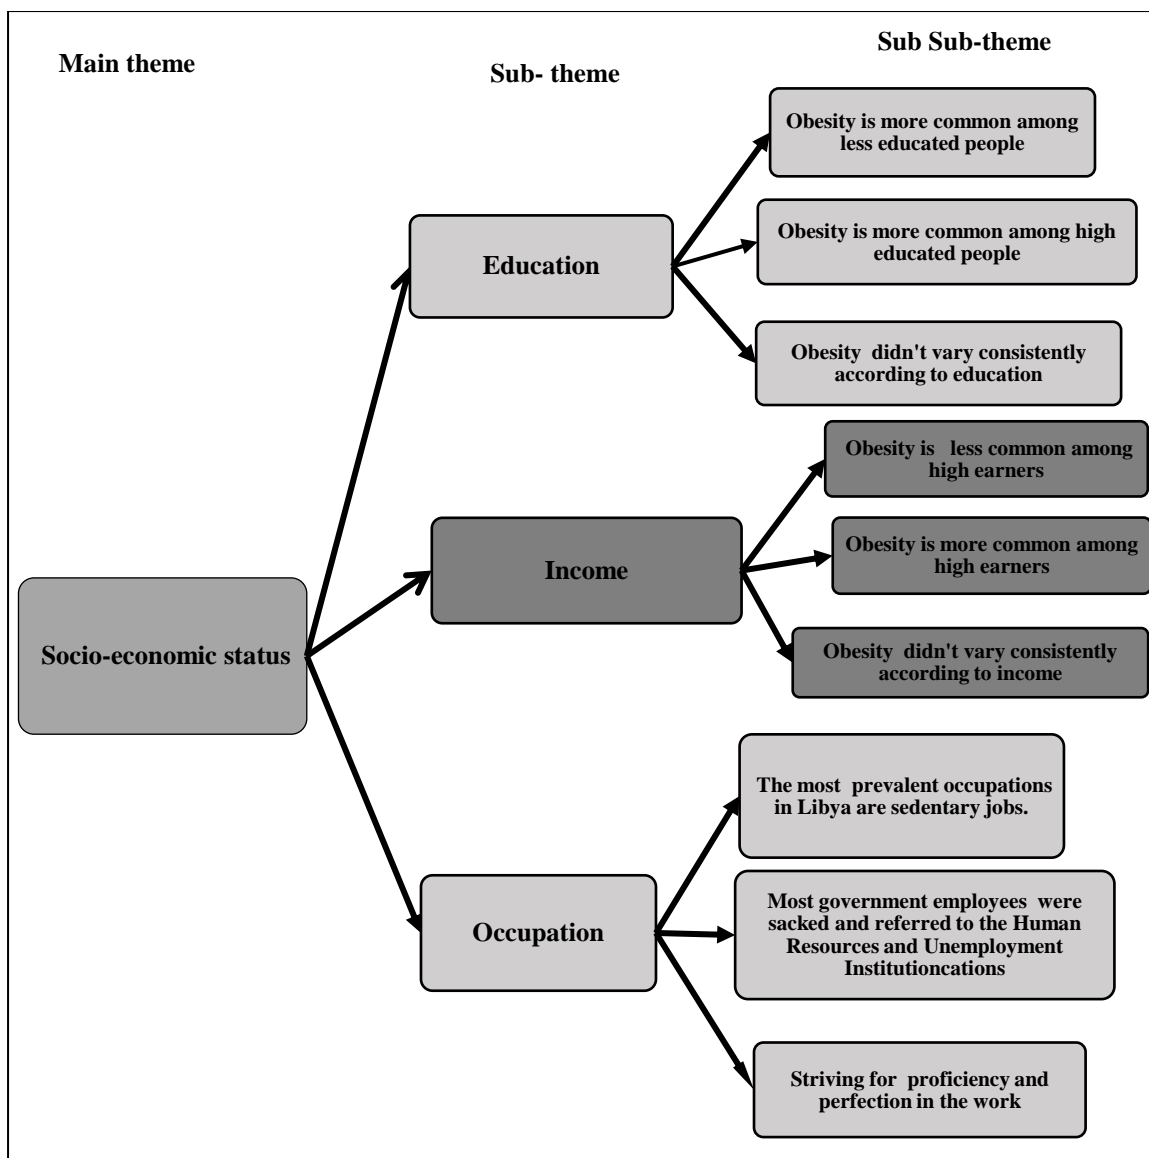 Main theme
Sub- theme
Sub Sub-theme
Obesity is more common among
less educated people
Obesity is more common among high
educated people
Education
Obesity didn't vary consistently
according to education
Obesity is less common among
high earners
Income
Obesity is more common among
high earners
Socio-economic status
Obesity didn't vary consistently
according to income
The most prevalent occupations
in Libya are sedentary jobs.
Occupation
Most government employees were
sacked and referred to the Human
Resources and Unemployment
Institutioncations
Striving for proficiency and
perfection in the work